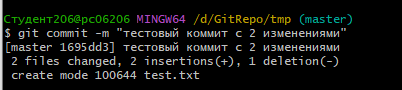 Студент206@pc06206 MINGW64 /d/GitRepo/tmp (master)
$ git commit -m "тестовый коммит с 2 изменениями"
[master 1695dd3] тестовый коммит с 2 изменениями
 2 files changed, 2 insertions(+), 1 deletion(-)
 create mode 100644 test.txt